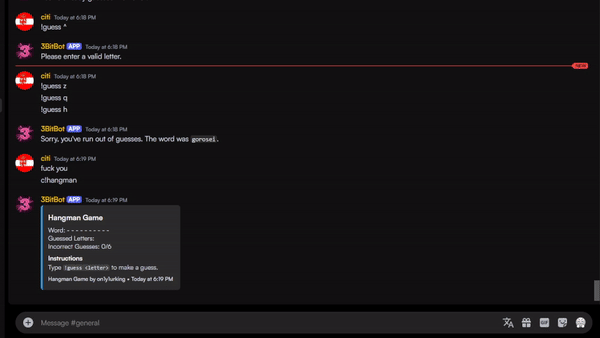 citi Today at 6:18 PM
!guess ^
3BitBot APP Today at 6:18 PM
Please enter a valid letter.
NEW
citi Today at 6:18 PM
!guess z
!guess q
!guess h
3BitBot APP Today at 6:18 PM
Sorry, you've run out of guesses. The word was gorosei.
citi Today at 6:19 PM
fuck you
c!hangman
3BitBot APP Today at 6:19 PM
Hangman Game
Word: - - - - - - - - - -
Guessed Letters:
Incorrect Guesses: 0/6
Instructions
Type !guess <letter> to make a guess.
Hangman Game by on1y1urking • Today at 6:19 PM
Message #general
GIF